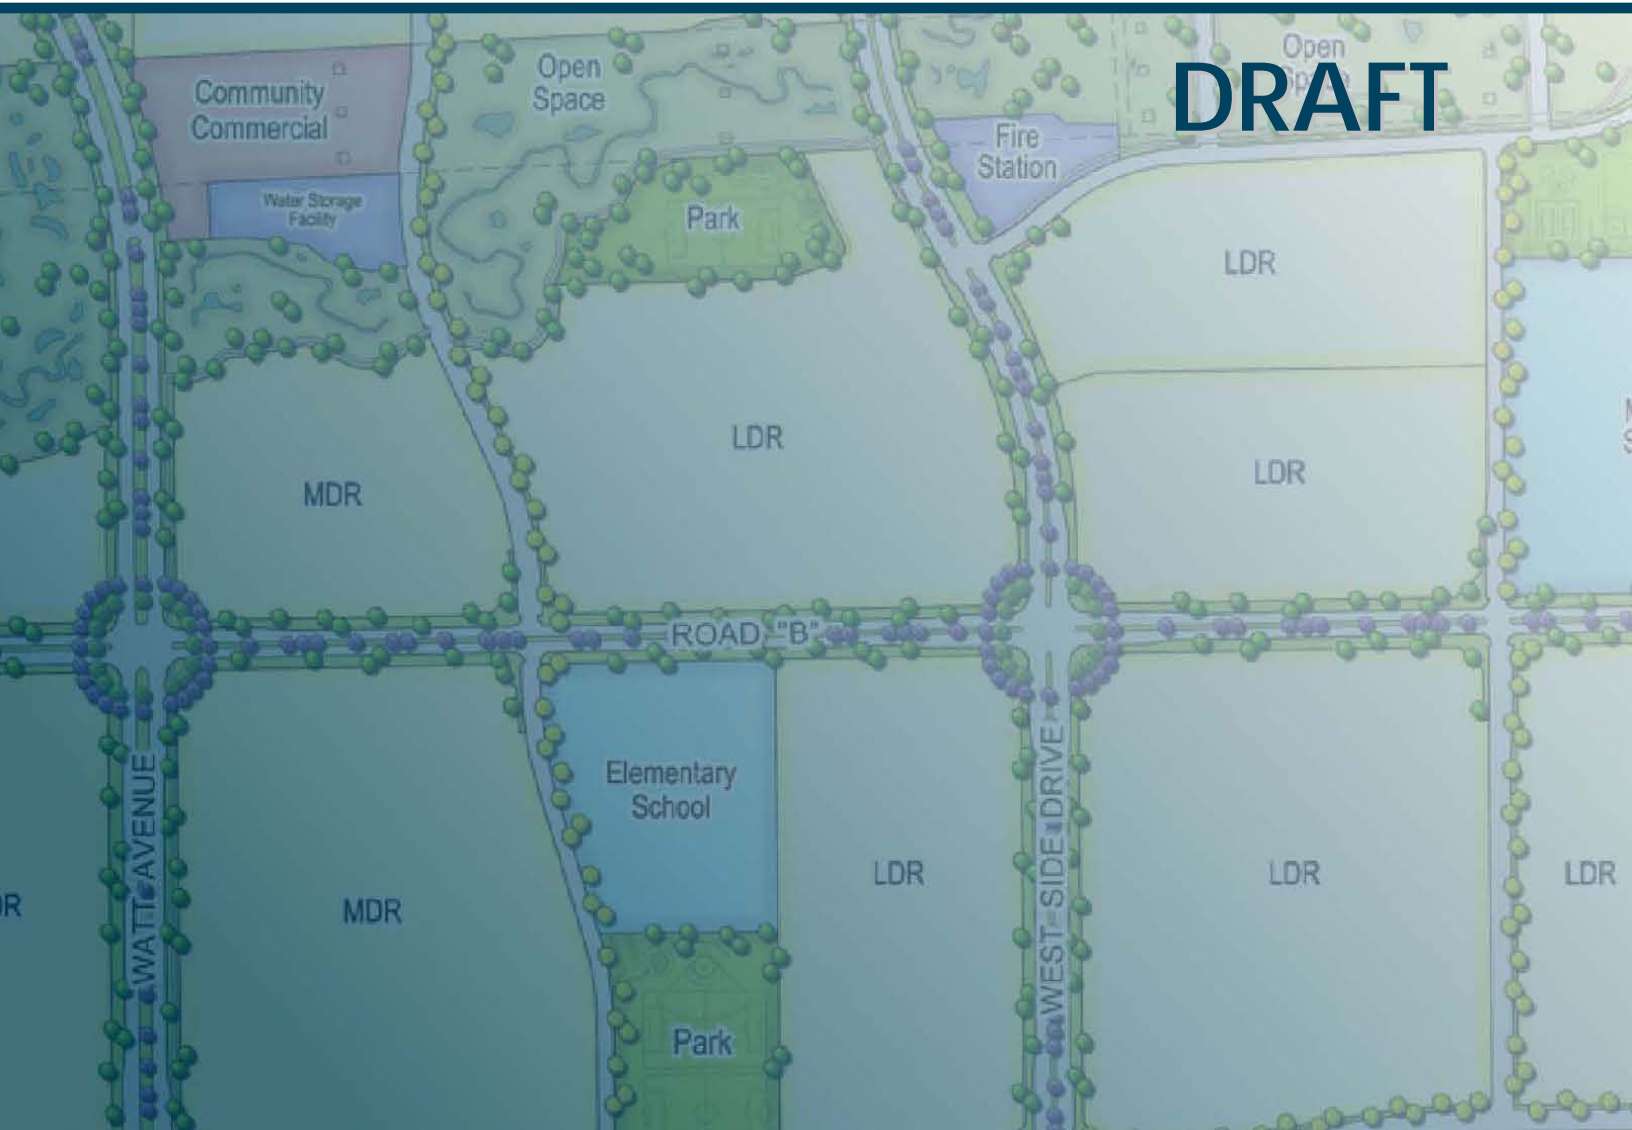 DRAFT
Open
Space
Open
Community
Commercial
Fire
Station
Water Storage
Facility
Park
LDR
LDR
LDR
MDR
ROAD "B"
Elementary
School
WATT AVENUE
WEST SIDE DRIVE
LDR
LDR
LDR
MDR
Park